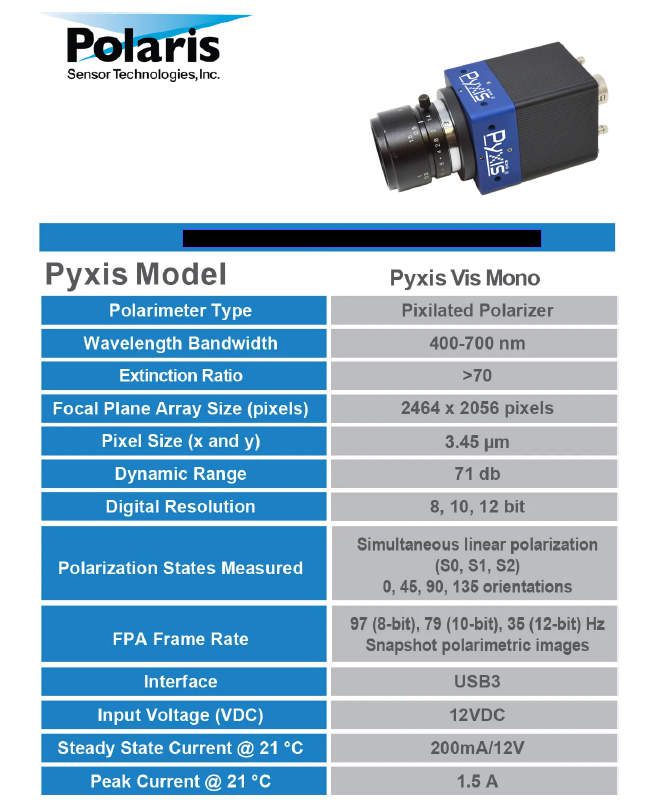 Polaris
Sensor Technologies, Inc.
Pyxis
Pyxis
Pyxis Model
Pyxis Vis Mono
Polarimeter Type
Pixilated Polarizer
Wavelength Bandwidth
400-700 nm
Extinction Ratio
>70
Focal Plane Array Size (pixels)
2464 x 2056 pixels
Pixel Size (x and y)
3.45 µm
Dynamic Range
71 db
Digital Resolution
8, 10, 12 bit
Polarization States Measured
Simultaneous linear polarization
(S0, S1, S2)
0, 45, 90, 135 orientations
FPA Frame Rate
97 (8-bit), 79 (10-bit), 35 (12-bit) Hz
Snapshot polarimetric images
Interface
USB3
Input Voltage (VDC)
12VDC
Steady State Current @ 21 °C
200mA/12V
Peak Current @ 21 °C
1.5 A